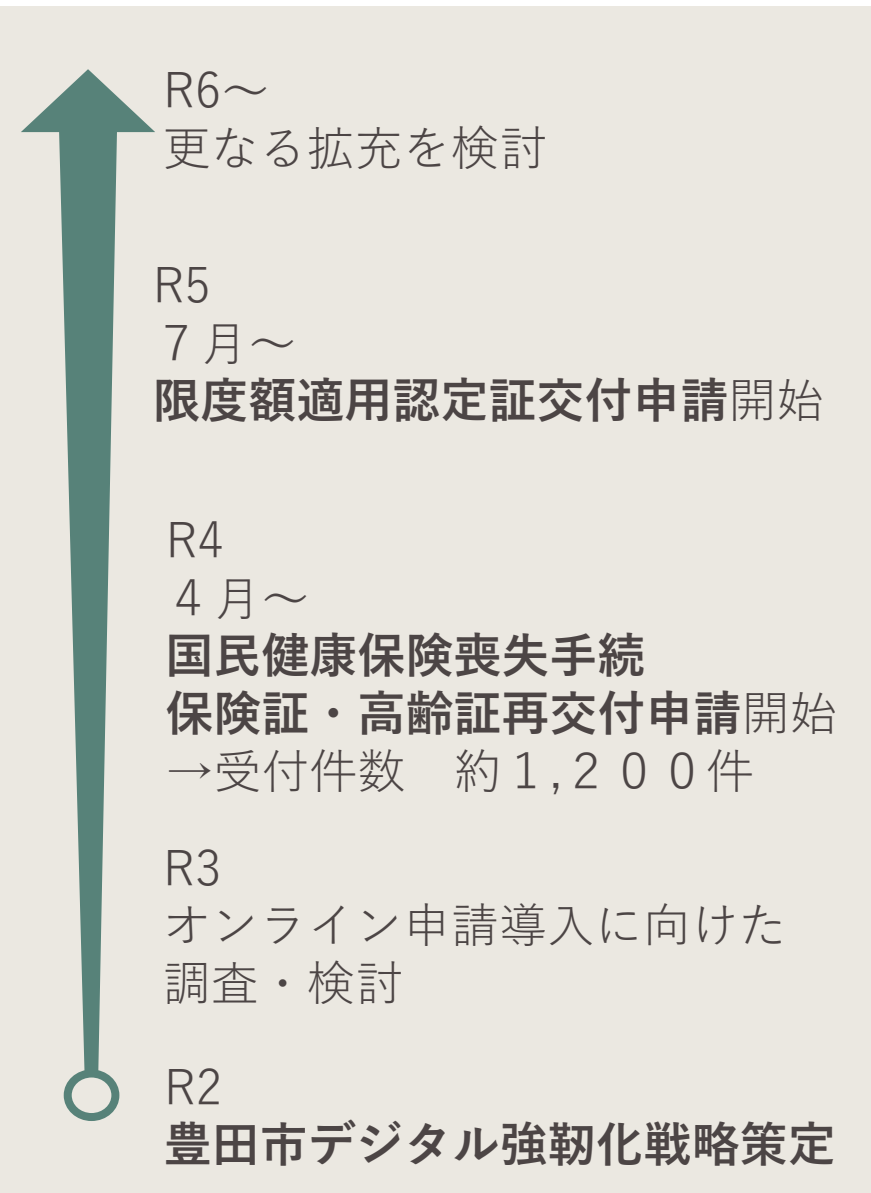 R6～
更なる拡充を検討
R5
７月～
限度額適用認定証交付申請開始
R4
４月～
国民健康保険喪失手続
保険証・高齢証再交付申請開始
→受付件数　約１,２００件
R3
オンライン申請導入に向けた
調査・検討
R2
豊田市デジタル強靭化戦略策定